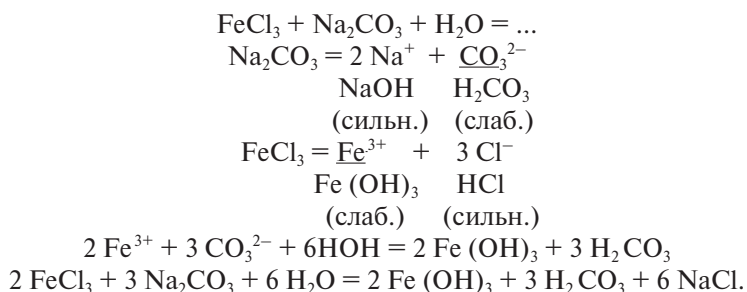 FeCl₃ + Na₂CO₃ + H₂O = ...
Na₂CO₃ = 2 Na⁺ + CO₃²⁻
NaOH H₂CO₃
(сильн.) (слаб.)
FeCl₃ = Fe³⁺ + 3 Cl⁻
Fe (OH)₃ HCl
(слаб.) (сильн.)
2 Fe³⁺ + 3 CO₃²⁻ + 6HOH = 2 Fe (OH)₃ + 3 H₂CO₃
2 FeCl₃ + 3 Na₂CO₃ + 6 H₂O = 2 Fe (OH)₃ + 3 H₂CO₃ + 6 NaCl.